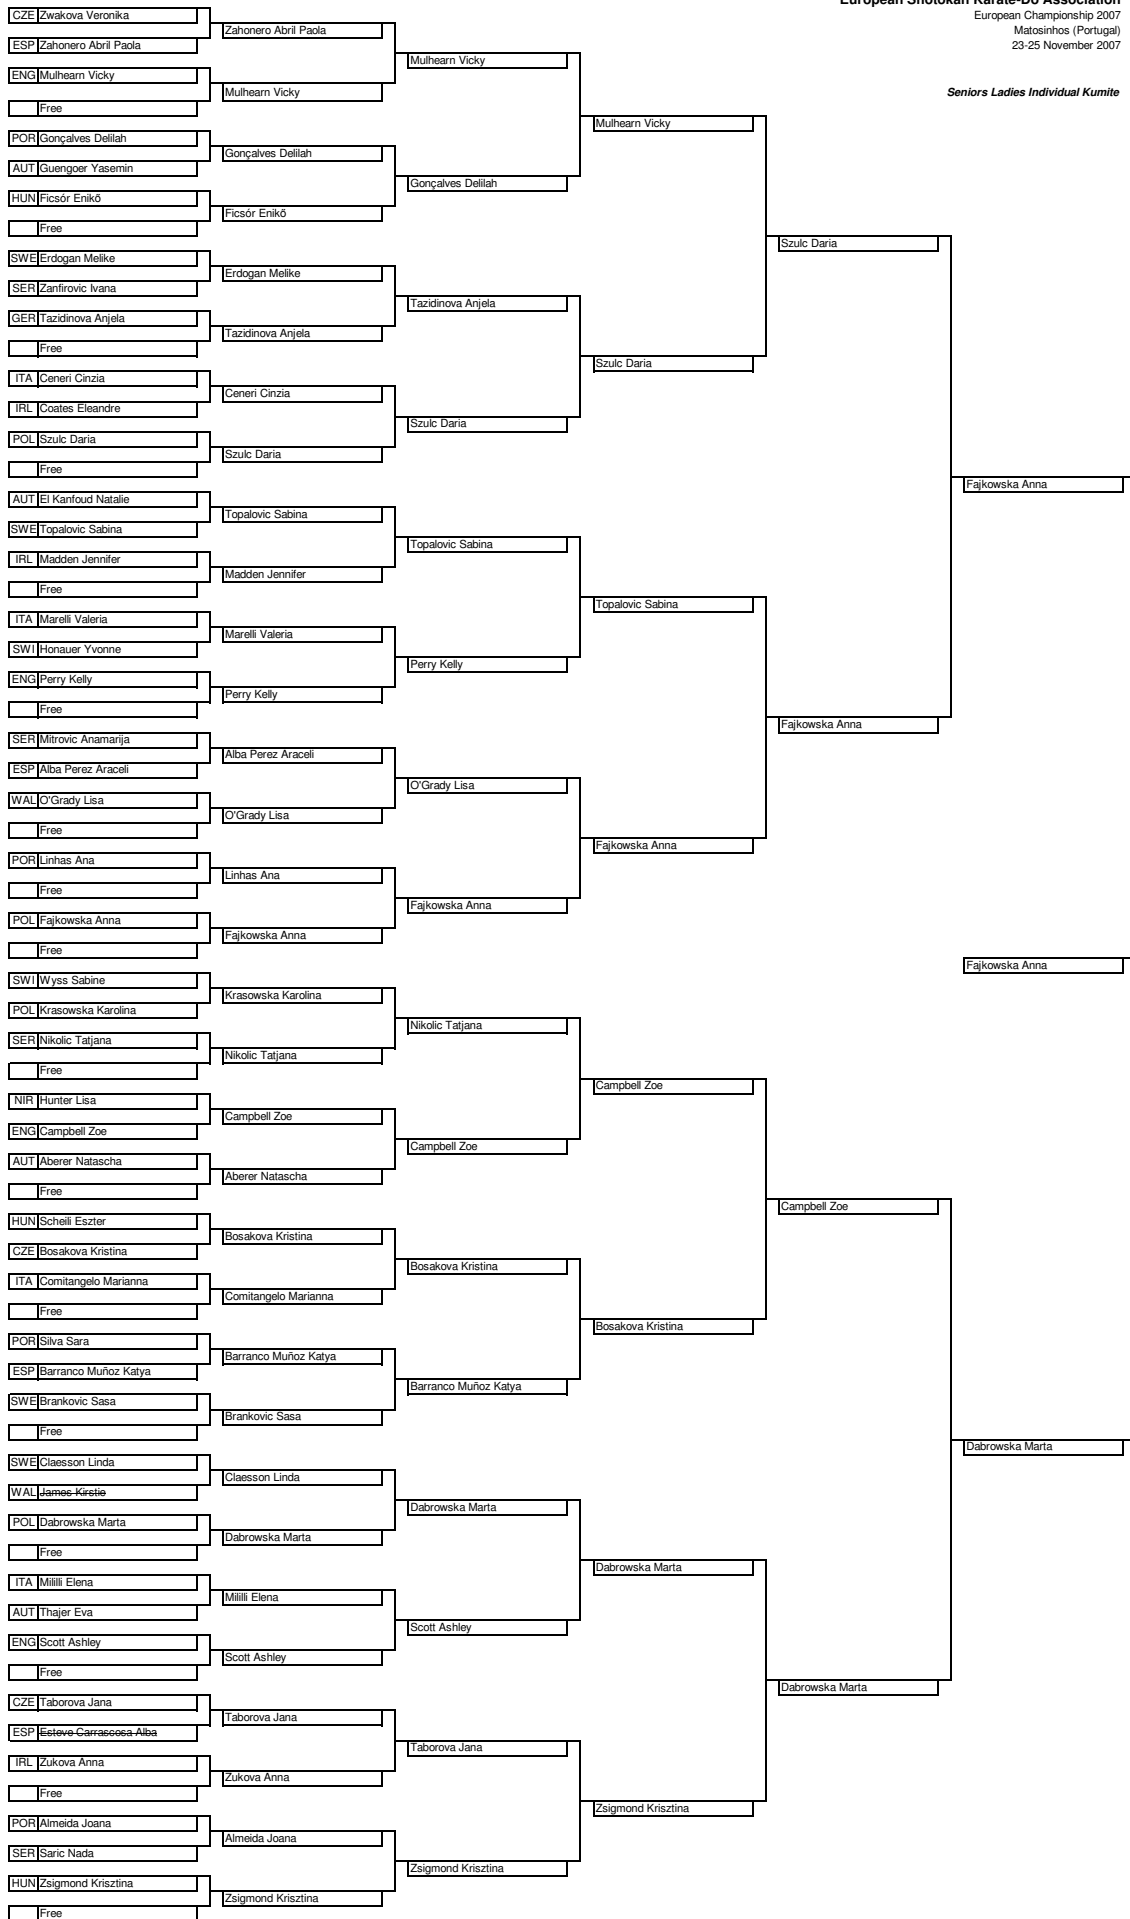 European Shotokan Karate-Do Association
European Championship 2007
Matosinhos (Portugal)
23-25 November 2007
Seniors Ladies Individual Kumite
CZE Zwakova Veronika
ESP Zahonero Abril Paola
ENG Mulhearn Vicky
Free
POR Gonçalves Delilah
AUT Guengoer Yasemin
HUN Ficsór Enikő
Free
SWE Erdogan Melike
SER Zanfirovic Ivana
GER Tazidinova Anjela
Free
ITA Ceneri Cinzia
IRL Coates Eleandre
POL Szulc Daria
Free
AUT El Kanfoud Natalie
SWE Topalovic Sabina
IRL Madden Jennifer
Free
ITA Marelli Valeria
SWI Honauer Yvonne
ENG Perry Kelly
Free
SER Mitrovic Anamarija
ESP Alba Perez Araceli
WAL O'Grady Lisa
Free
POR Linhas Ana
Free
POL Fajkowska Anna
Free
SWI Wyss Sabine
POL Krasowska Karolina
SER Nikolic Tatjana
Free
NIR Hunter Lisa
ENG Campbell Zoe
AUT Aberer Natascha
Free
HUN Scheili Eszter
CZE Bosakova Kristina
ITA Comitangelo Marianna
Free
POR Silva Sara
ESP Barranco Muñoz Katya
SWE Brankovic Sasa
Free
SWE Claesson Linda
WAL James Kirstie
POL Dabrowska Marta
Free
ITA Mililli Elena
AUT Thajer Eva
ENG Scott Ashley
Free
CZE Taborova Jana
ESP Esteve Carrascosa Alba
IRL Zukova Anna
Free
POR Almeida Joana
SER Saric Nada
HUN Zsigmond Krisztina
Free
Zahonero Abril Paola
Mulhearn Vicky
Gonçalves Delilah
Ficsór Enikő
Erdogan Melike
Tazidinova Anjela
Ceneri Cinzia
Szulc Daria
Topalovic Sabina
Madden Jennifer
Marelli Valeria
Perry Kelly
Alba Perez Araceli
O'Grady Lisa
Linhas Ana
Fajkowska Anna
Krasowska Karolina
Nikolic Tatjana
Campbell Zoe
Aberer Natascha
Bosakova Kristina
Comitangelo Marianna
Barranco Muñoz Katya
Brankovic Sasa
Claesson Linda
Dabrowska Marta
Mililli Elena
Scott Ashley
Taborova Jana
Zukova Anna
Almeida Joana
Zsigmond Krisztina
Mulhearn Vicky
Gonçalves Delilah
Tazidinova Anjela
Szulc Daria
Topalovic Sabina
Perry Kelly
O'Grady Lisa
Fajkowska Anna
Nikolic Tatjana
Campbell Zoe
Bosakova Kristina
Barranco Muñoz Katya
Dabrowska Marta
Scott Ashley
Taborova Jana
Zsigmond Krisztina
Mulhearn Vicky
Szulc Daria
Topalovic Sabina
Fajkowska Anna
Campbell Zoe
Bosakova Kristina
Dabrowska Marta
Zsigmond Krisztina
Szulc Daria
Fajkowska Anna
Campbell Zoe
Dabrowska Marta
Fajkowska Anna
Fajkowska Anna
Dabrowska Marta